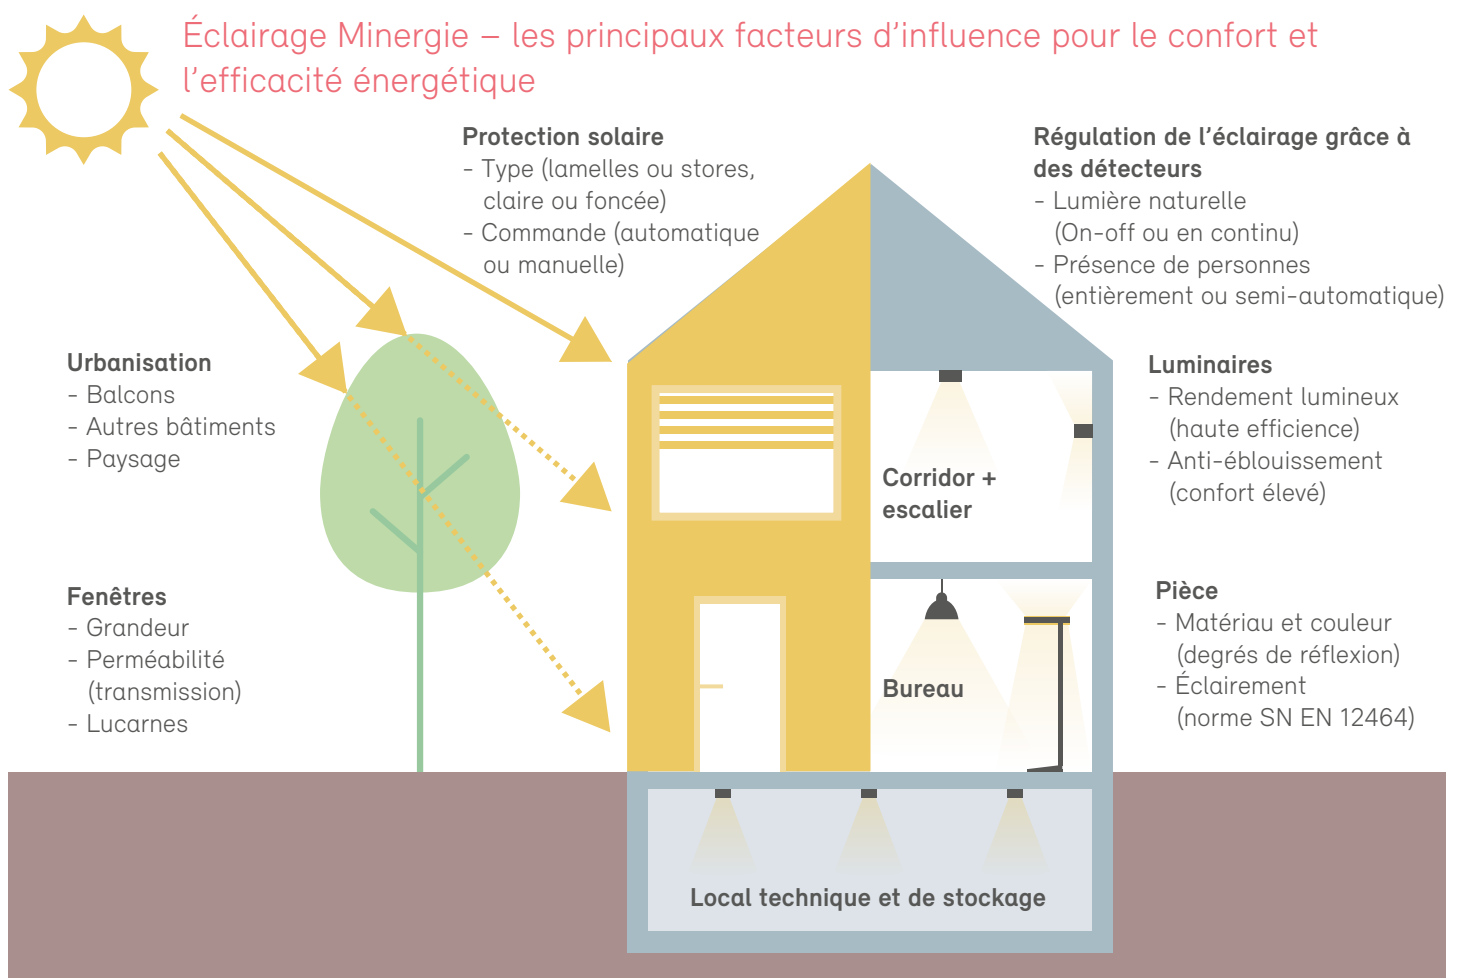 Éclairage Minergie – les principaux facteurs d’influence pour le confort et
l’efficacité énergétique
Protection solaire
- Type (lamelles ou stores,
claire ou foncée)
- Commande (automatique
ou manuelle)
Régulation de l’éclairage grâce à
des détecteurs
- Lumière naturelle
(On-off ou en continu)
- Présence de personnes
(entièrement ou semi-automatique)
Urbanisation
- Balcons
- Autres bâtiments
- Paysage
Luminaires
- Rendement lumineux
(haute efficience)
- Anti-éblouissement
(confort élevé)
Corridor +
escalier
Fenêtres
- Grandeur
- Perméabilité
(transmission)
- Lucarnes
Bureau
Pièce
- Matériau et couleur
(degrés de réflexion)
- Éclairement
(norme SN EN 12464)
Local technique et de stockage